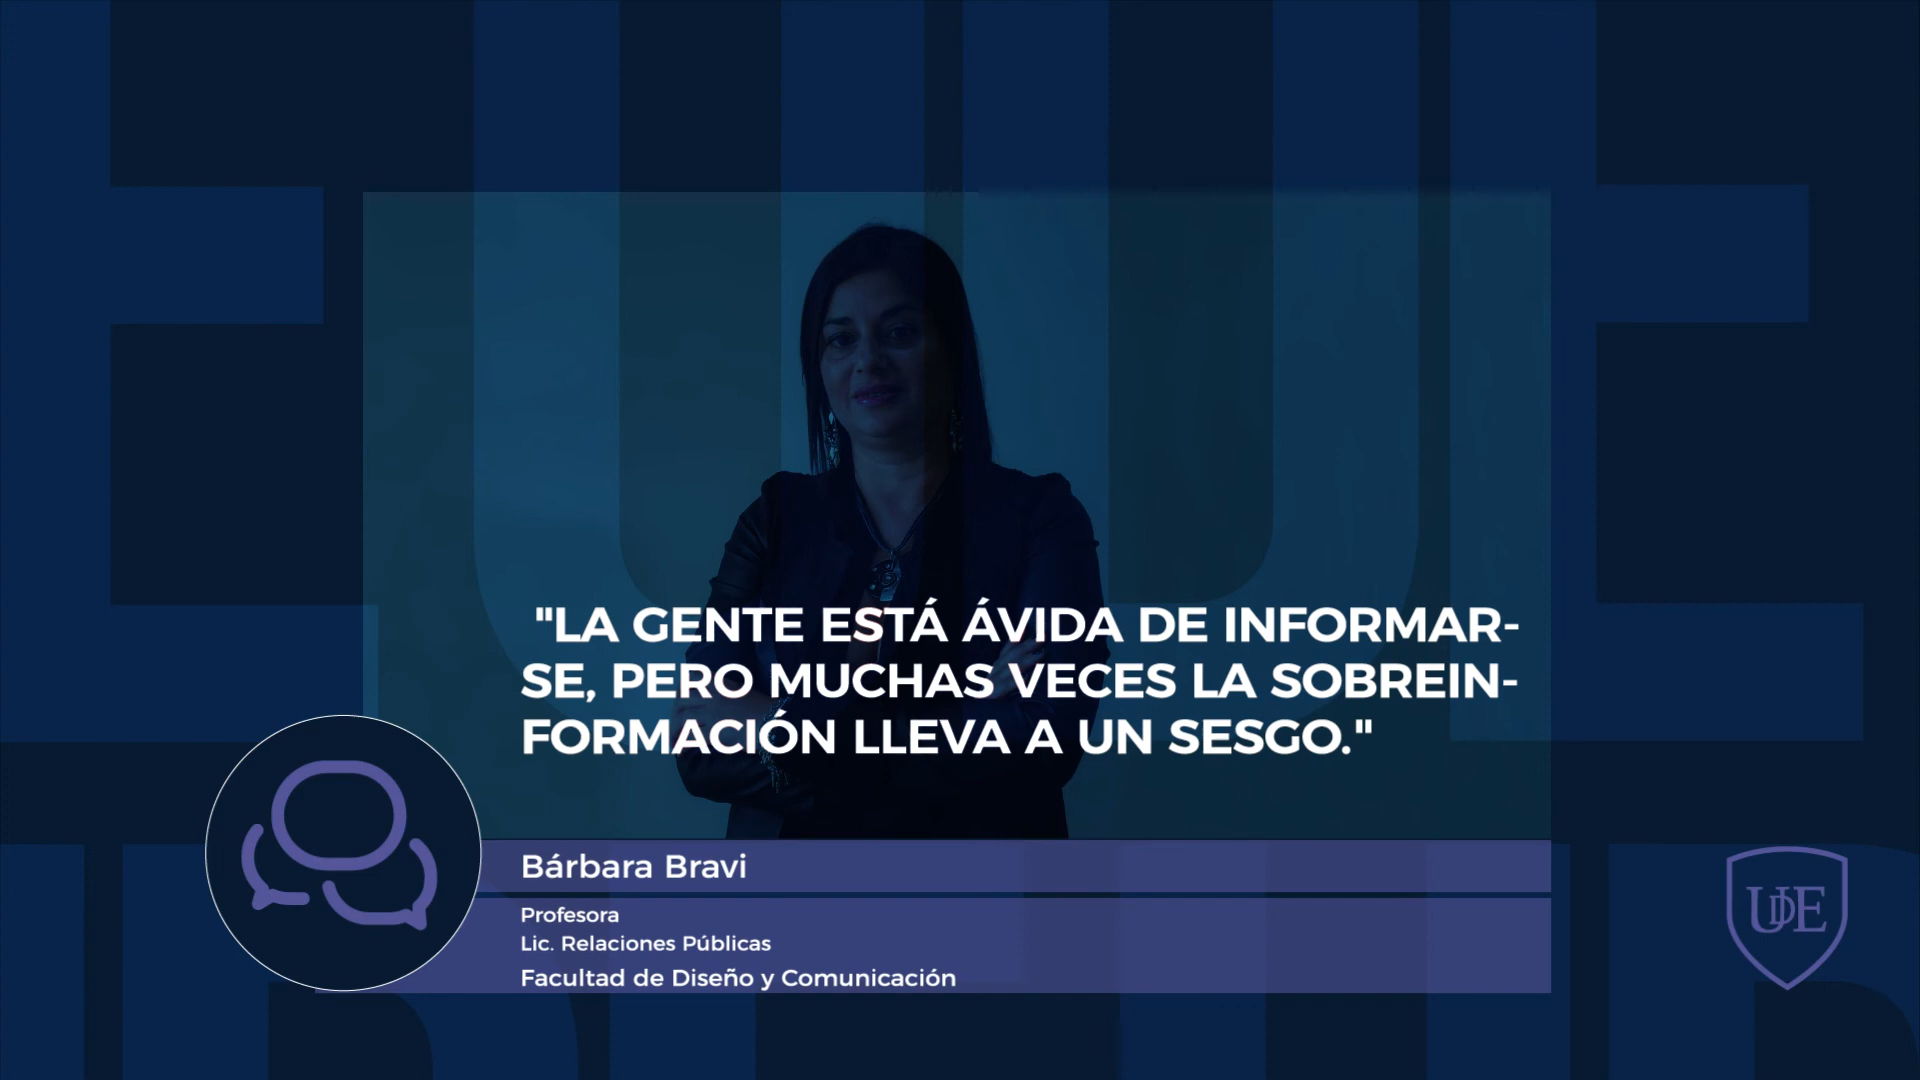 "LA GENTE ESTÁ ÁVIDA DE INFORMAR-
SE, PERO MUCHAS VECES LA SOBREIN-
FORMACIÓN LLEVA A UN SESGO."
Bárbara Bravi
Profesora
Lic. Relaciones Públicas
Facultad de Diseño y Comunicación
UDE